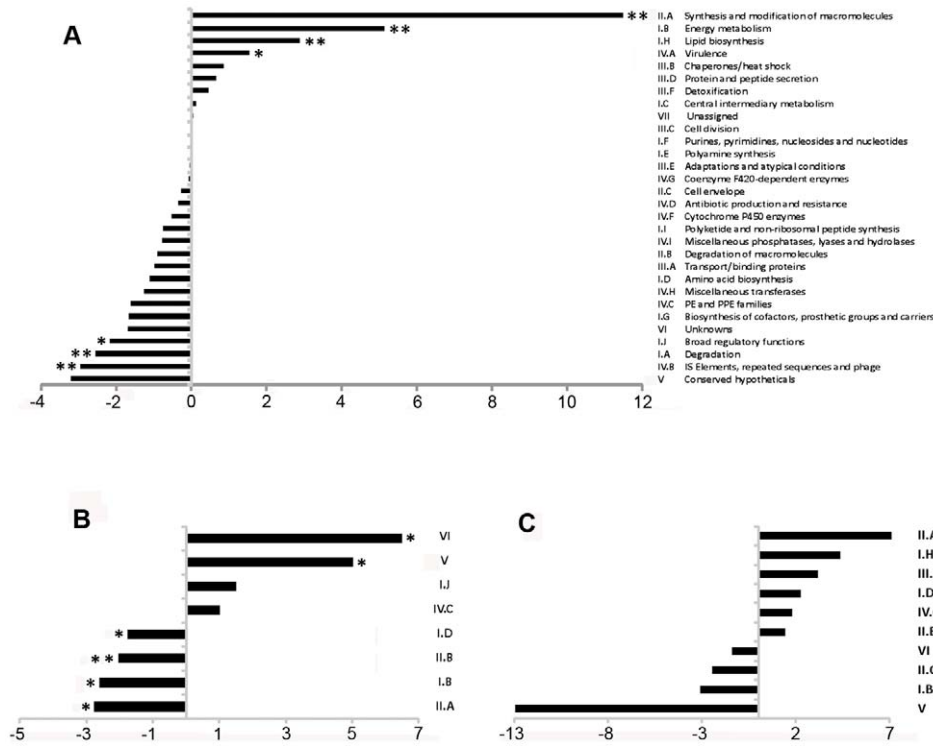 A
** II.A Synthesis and modification of macromolecules
** I.B Energy metabolism
** I.H Lipid biosynthesis
* IV.A Virulence
III.B Chaperones/heat shock
III.D Protein and peptide secretion
III.F Detoxification
I.C Central intermediary metabolism
VII Unassigned
III.C Cell division
I.F Purines, pyrimidines, nucleosides and nucleotides
I.E Polyamine synthesis
III.E Adaptations and atypical conditions
IV.G Coenzyme F420-dependent enzymes
II.C Cell envelope
IV.D Antibiotic production and resistance
IV.F Cytochrome P450 enzymes
I.I Polyketide and non-ribosomal peptide synthesis
IV.I Miscellaneous phosphatases, lyases and hydrolases
II.B Degradation of macromolecules
III.A Transport/binding proteins
I.D Amino acid biosynthesis
IV.H Miscellaneous transferases
IV.C PE and PPE families
I.G Biosynthesis of cofactors, prosthetic groups and carriers
VI Unknowns
* I.J Broad regulatory functions
** I.A Degradation
** IV.B IS Elements, repeated sequences and phage
V Conserved hypotheticals
-4 -2 0 2 4 6 8 10 12
B
* VI
* V
I.J
IV.C
* I.D
** II.B
* I.B
* II.A
-5 -3 -1 1 3 5 7
C
II.A
I.H
III.
I.D
IV.
II.
VI
II.
I.B
V
-13 -8 -3 2 7